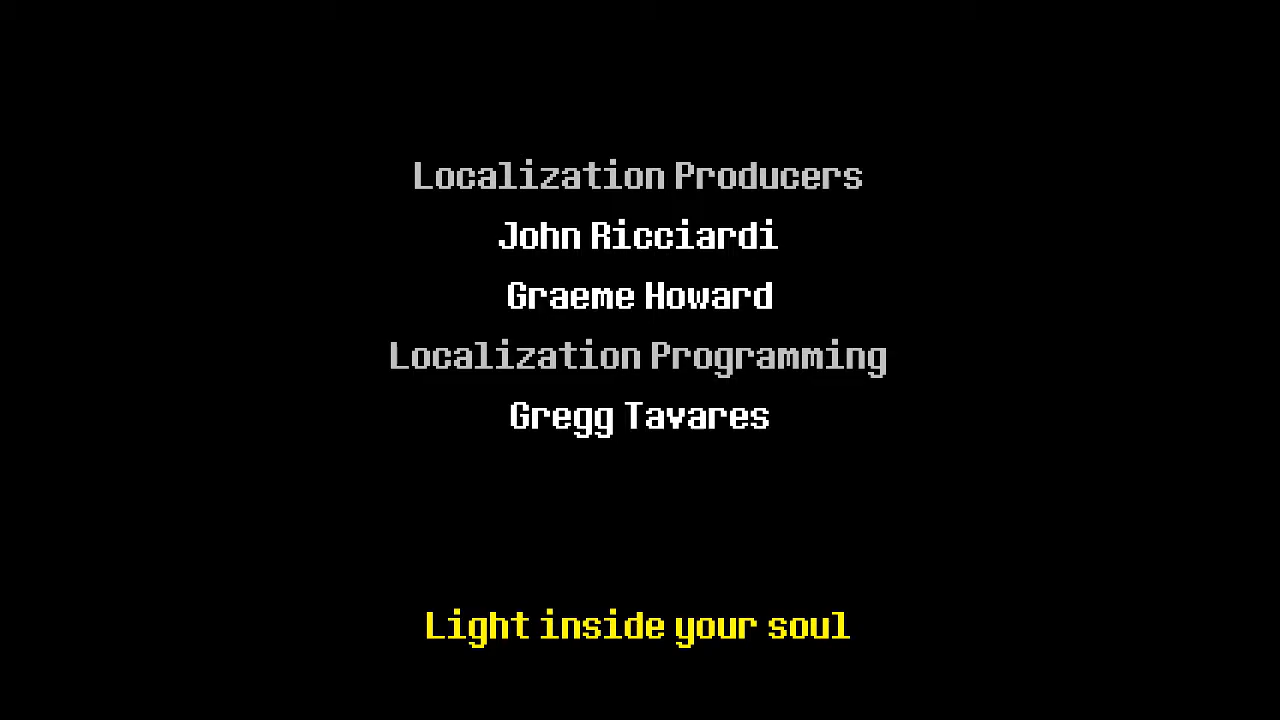 Localization Producers
John Ricciardi
Graeme Howard
Localization Programming
Gregg Tavares
Light inside your soul